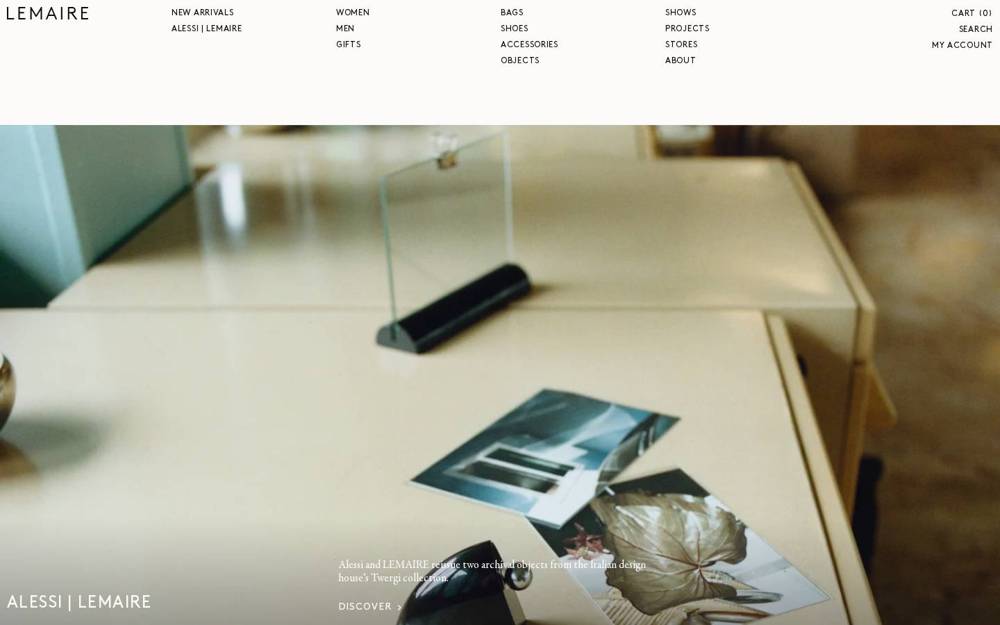 LEMAIRE
NEW ARRIVALS
ALESSI | LEMAIRE
WOMEN
MEN
GIFTS
BAGS
SHOES
ACCESSORIES
OBJECTS
SHOWS
PROJECTS
STORES
ABOUT
CART (0)
SEARCH
MY ACCOUNT
Alessi and LEMAIRE reissue two archival objects from the Italian design
house's Twergi collection.
ALESSI | LEMAIRE
DISCOVER >